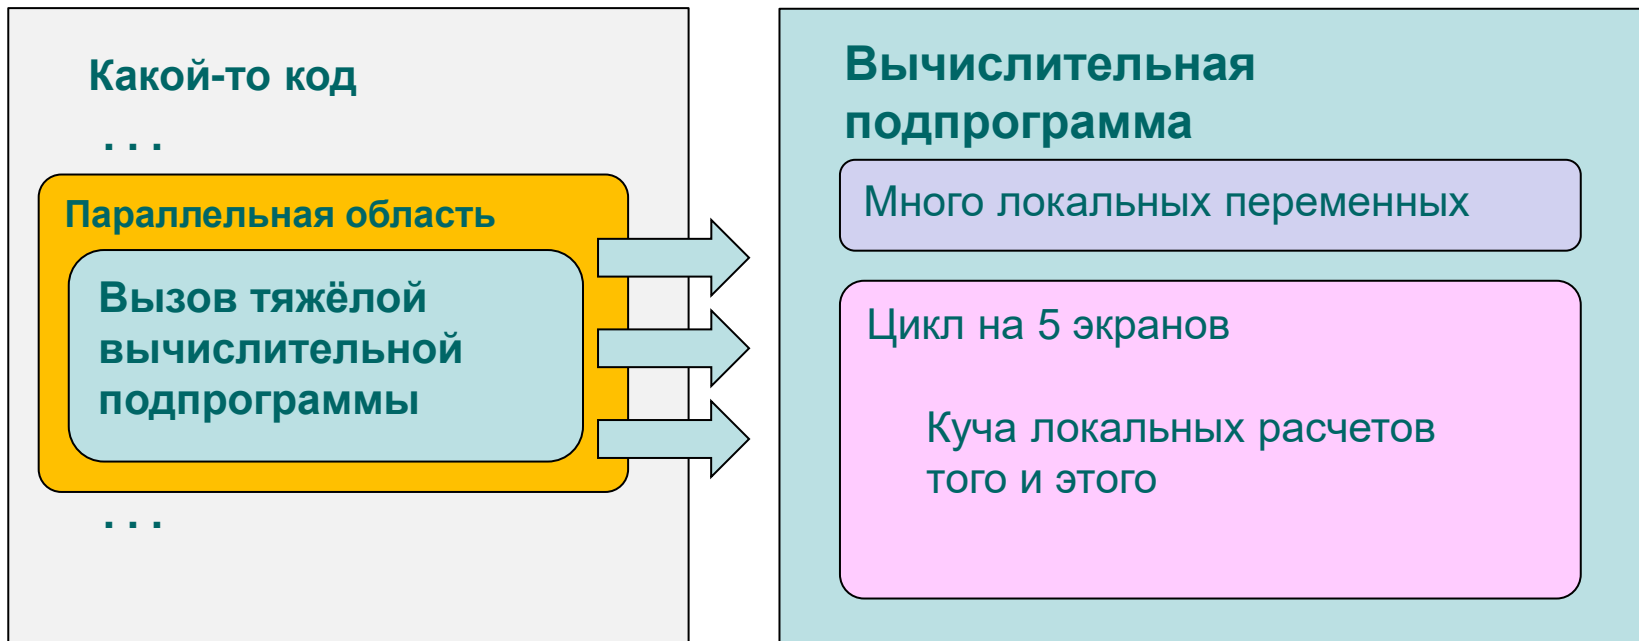 Какой-то код
. . .
Параллельная область
Вызов тяжёлой
вычислительной
подпрограммы
. . .
Вычислительная
подпрограмма
Много локальных переменных
Цикл на 5 экранов
Куча локальных расчетов
того и этого